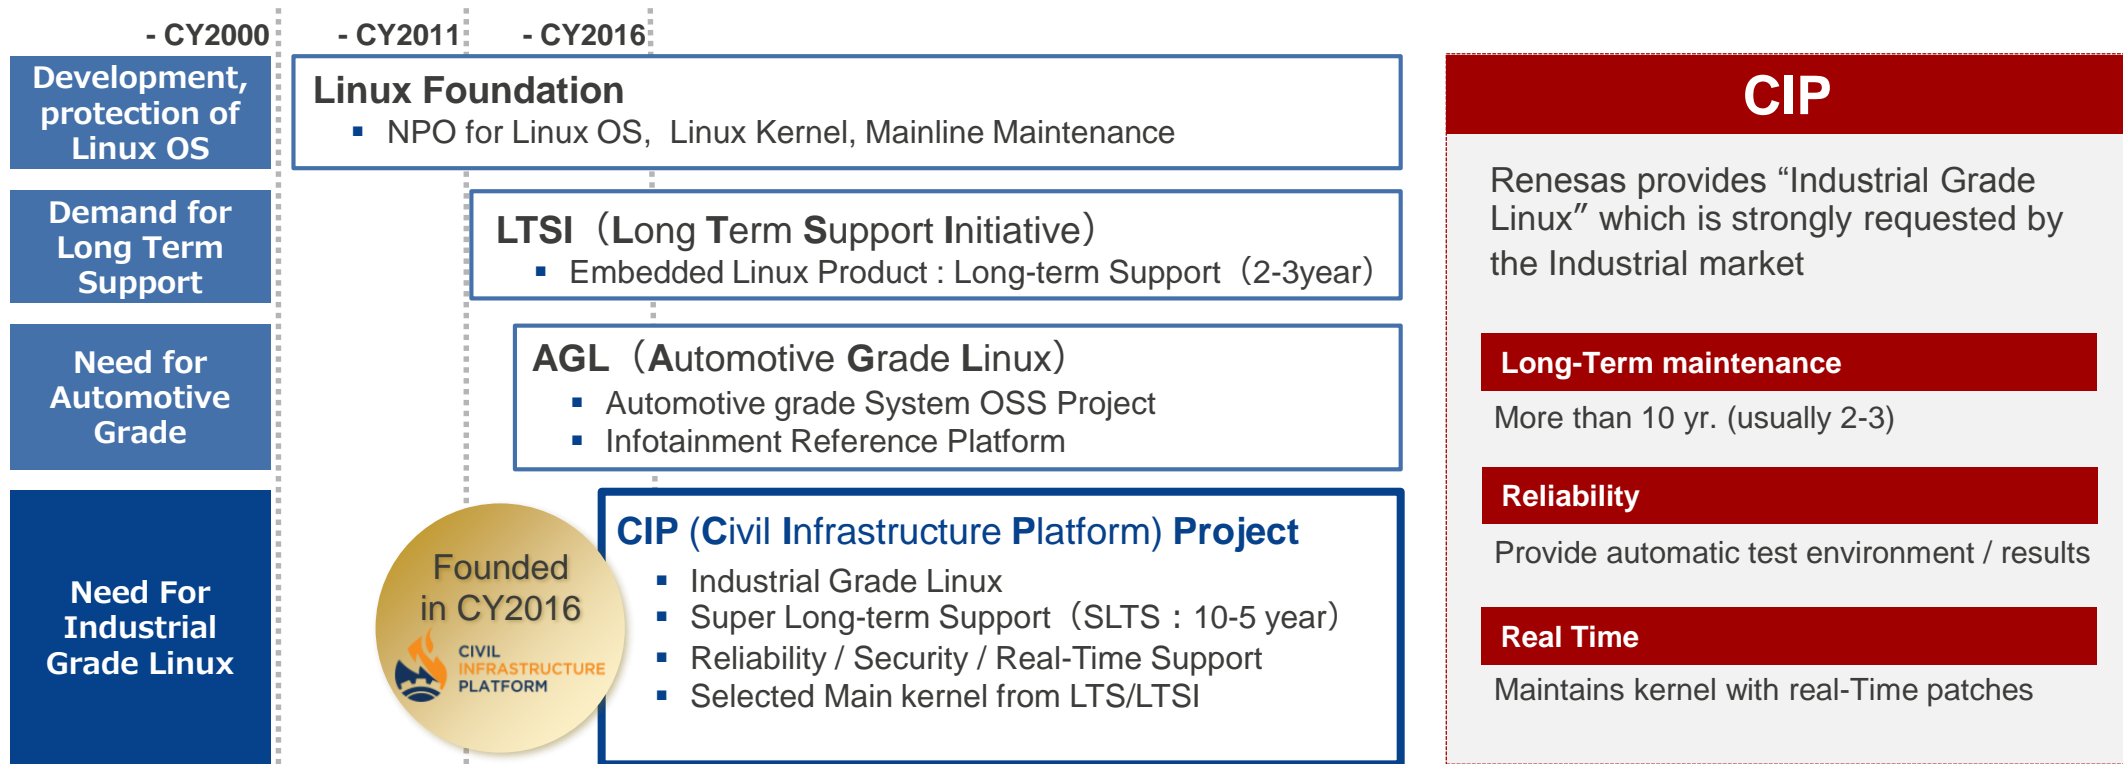 - CY2000
- CY2011
- CY2016
Development,
protection of
Linux OS
Linux Foundation
▪ NPO for Linux OS, Linux Kernel, Mainline Maintenance
Demand for
Long Term
Support
LTSI（Long Term Support Initiative）
▪ Embedded Linux Product : Long-term Support（2-3year）
Need for
Automotive
Grade
AGL（Automotive Grade Linux）
▪ Automotive grade System OSS Project
▪ Infotainment Reference Platform
Need For
Industrial
Grade Linux
Founded
in CY2016
CIVIL
INFRASTRUCTURE
PLATFORM
CIP (Civil Infrastructure Platform) Project
▪ Industrial Grade Linux
▪ Super Long-term Support（SLTS：10-5 year）
▪ Reliability / Security / Real-Time Support
▪ Selected Main kernel from LTS/LTSI
CIP
Renesas provides “Industrial Grade
Linux” which is strongly requested by
the Industrial market
Long-Term maintenance
More than 10 yr. (usually 2-3)
Reliability
Provide automatic test environment / results
Real Time
Maintains kernel with real-Time patches